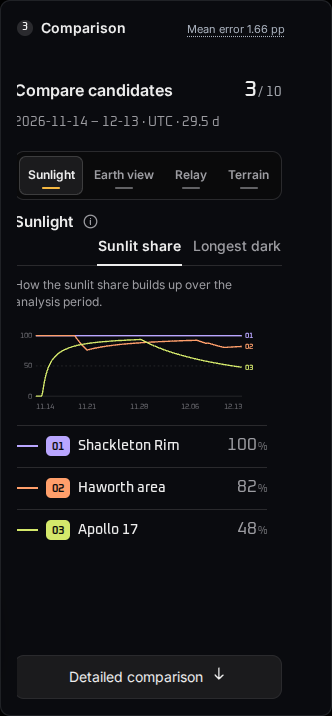 3 Comparison Mean error 1.66 pp
Compare candidates 3 / 10
2026-11-14 – 12-13 · UTC · 29.5 d
Sunlight Earth view Relay Terrain
Sunlight
Sunlit share Longest dark
How the sunlit share builds up over the
analysis period.
100
50
0
01
02
03
11.14 11.21 11.28 12.06 12.13
01 Shackleton Rim 100%
02 Haworth area 82%
03 Apollo 17 48%
Detailed comparison ↓